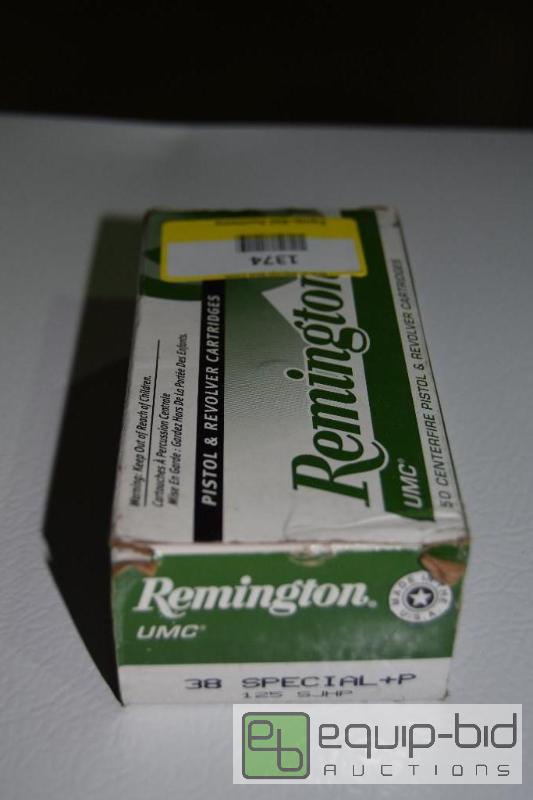 1374
Remington
UMC®
50 CENTERFIRE PISTOL & REVOLVER CARTRIDGES
PISTOL & REVOLVER CARTRIDGES
Warning: Keep Out of Reach of Children.
Cartouches À Percussion Centrale
Mise En Garde : Gardez Hors De la Portée Des Enfants.
Remington®
UMC®
MADE IN THE
U.S.A.
38 SPECIAL+P
125 SJHP
eb equip-bid
AUCTIONS